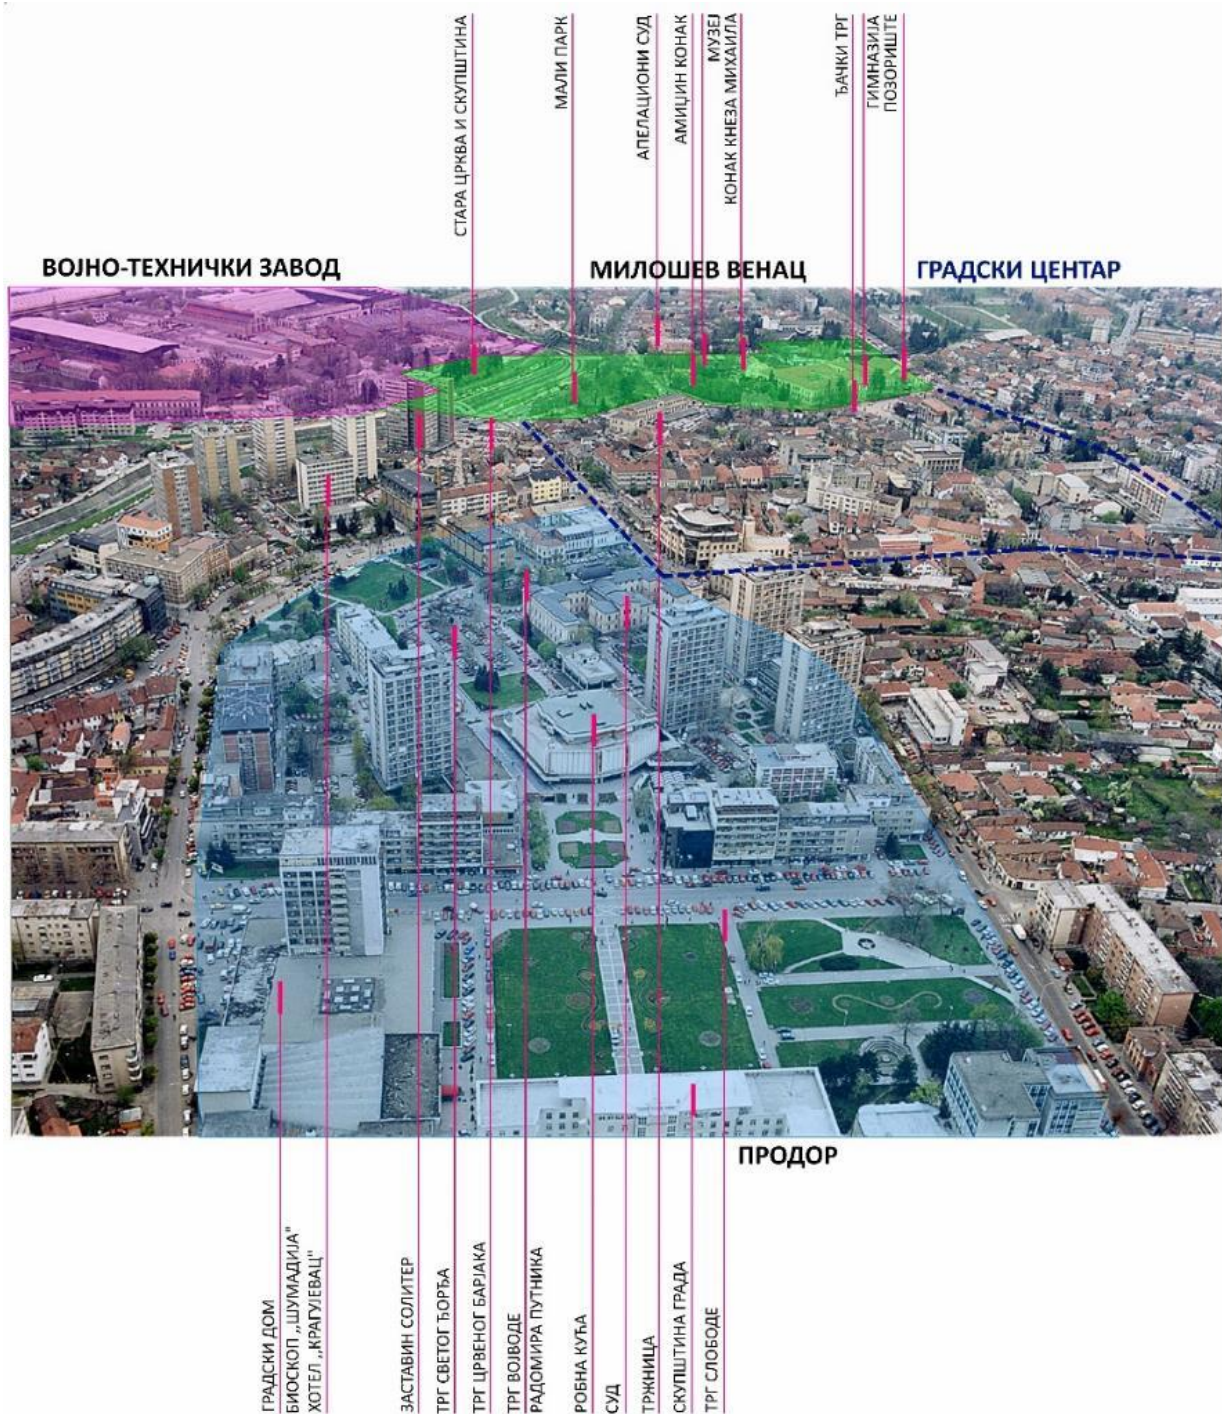 СТАРА ЦРКВА И СКУПШТИНА
МАЛИ ПАРК
АПЕЛАЦИОНИ СУД
АМИЏИН КОНАК
МУЗЕЈ
КОНАК КНЕЗА МИХАИЛА
ЂАЧКИ ТРГ
ГИМНАЗИЈА
ПОЗОРИШТЕ
ВОЈНО-ТЕХНИЧКИ ЗАВОД
МИЛОШЕВ ВЕНАЦ
ГРАДСКИ ЦЕНТАР
ПРОДОР
ГРАДСКИ ДОМ
БИОСКОП ,,ШУМАДИЈА"
ХОТЕЛ ,,КРАГУЈЕВАЦ"
ЗАСТАВИН СОЛИТЕР
ТРГ СВЕТОГ ЂОРЂА
ТРГ ЦРВЕНОГ БАРЈАКА
ТРГ ВОЈВОДЕ
РАДОМИРА ПУТНИКА
РОБНА КУЋА
СУД
ТРЖНИЦА
СКУПШТИНА ГРАДА
ТРГ СЛОБОДЕ